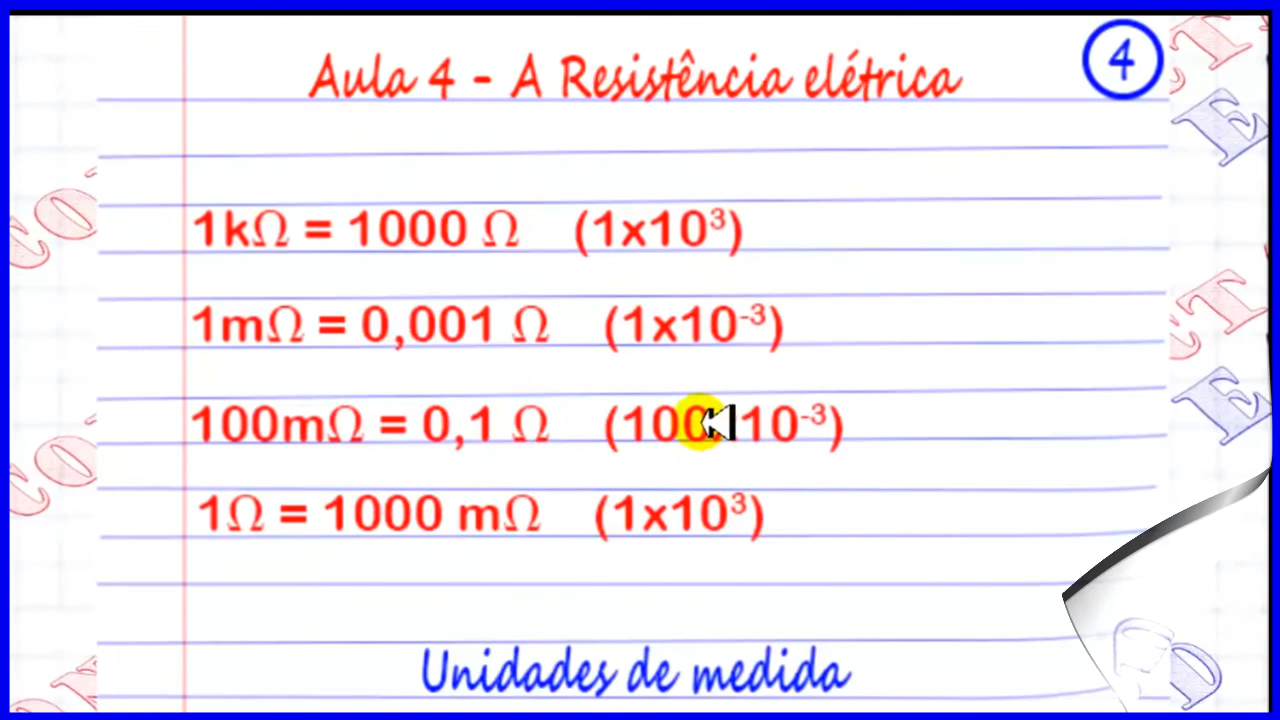 Aula 4 - A Resistência elétrica
4
1kΩ = 1000 Ω (1x10³)
1mΩ = 0,001 Ω (1x10⁻³)
100mΩ = 0,1 Ω (100 10⁻³)
1Ω = 1000 mΩ (1x10³)
Unidades de medida